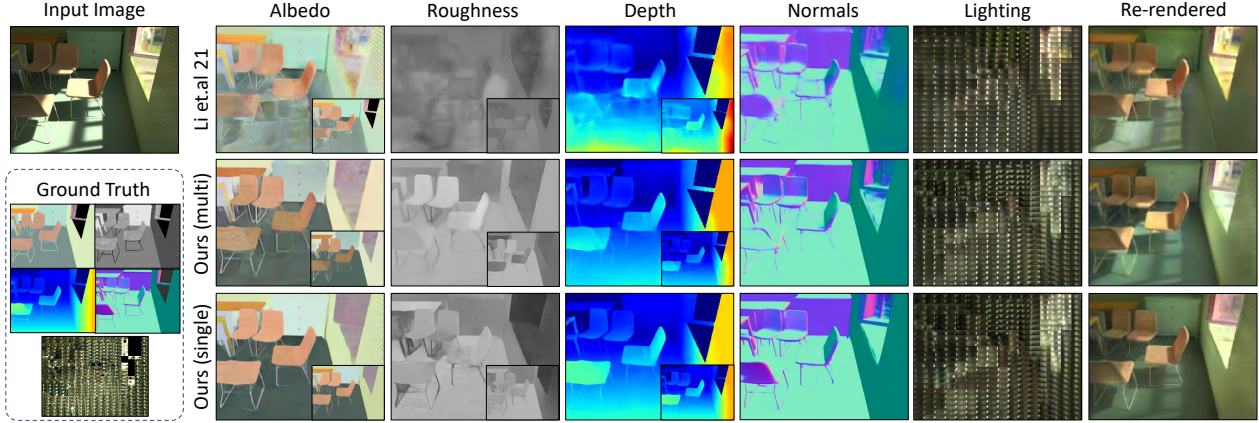 Input Image
Albedo
Roughness
Depth
Normals
Lighting
Re-rendered
Li et.al 21
Ground Truth
Ours (multi)
Ours (single)